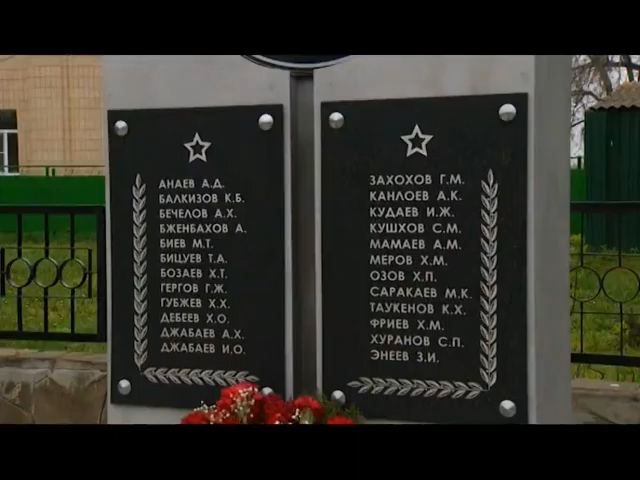 АНАЕВ А.Д.
БАЛКИЗОВ К.Б.
БЕЧЕЛОВ А.Х.
БЖЕНБАХОВ А.
БИЕВ М.Т.
БИЦУЕВ Т.А.
БОЗАЕВ Х.Т.
ГЕРГОВ Г.Ж.
ГУБЖЕВ Х.Х.
ДЕБЕЕВ Х.О.
ДЖАБАЕВ А.Х.
ДЖАБАЕВ И.О.
ЗАХОХОВ Г.М.
КАНЛОЕВ А.К.
КУДАЕВ И.Ж.
КУШХОВ С.М.
МАМАЕВ А.М.
МЕРОВ Х.М.
ОЗОВ Х.П.
САРАКАЕВ М.К.
ТАУКЕНОВ К.Х.
ФРИЕВ Х.М.
ХУРАНОВ С.П.
ЭНЕЕВ З.И.